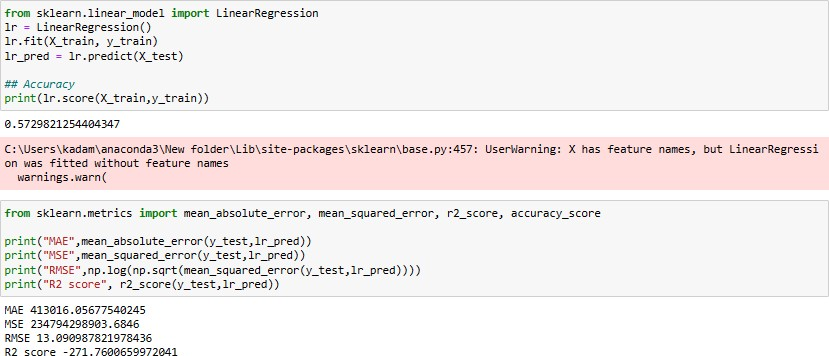 from sklearn.linear_model import LinearRegression
lr = LinearRegression()
lr.fit(X_train, y_train)
lr_pred = lr.predict(X_test)
## Accuracy
print(lr.score(X_train,y_train))
0.5729821254404347
C:\Users\kadam\anaconda3\New folder\Lib\site-packages\sklearn\base.py:457: UserWarning: X has feature names, but LinearRegressi
on was fitted without feature names
  warnings.warn(
from sklearn.metrics import mean_absolute_error, mean_squared_error, r2_score, accuracy_score
print("MAE",mean_absolute_error(y_test,lr_pred))
print("MSE",mean_squared_error(y_test,lr_pred))
print("RMSE",np.log(np.sqrt(mean_squared_error(y_test,lr_pred))))
print("R2 score", r2_score(y_test,lr_pred))
MAE 413016.05677540245
MSE 234794298903.6846
RMSE 13.090987821978436
R2 score -271.7600659972041